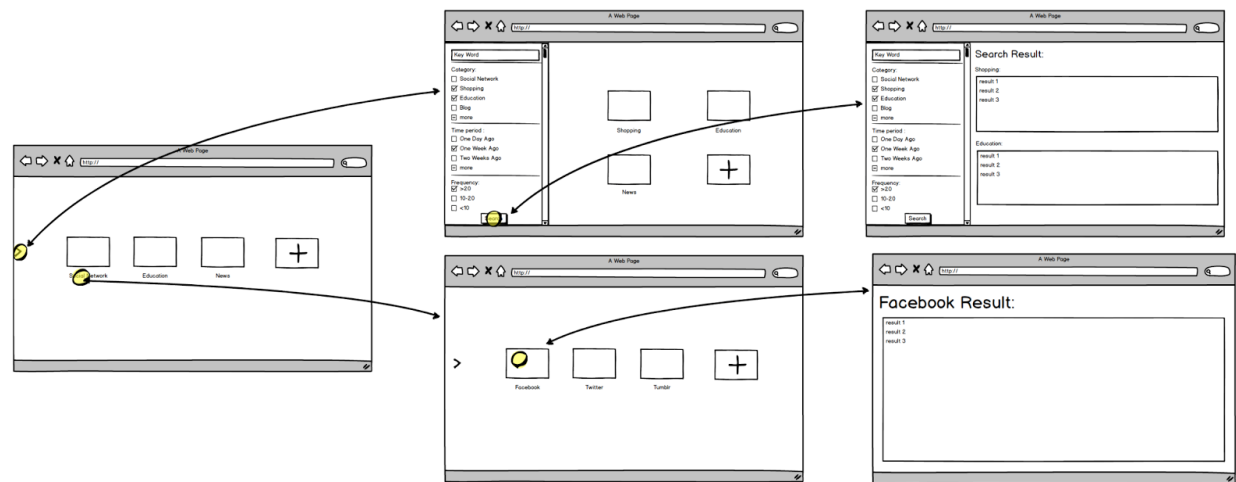 A Web Page
http://
Social Network
Education
News
A Web Page
http://
Key Word
Category:
Social Network
Shopping
Education
Blog
more
Time period :
One Day Ago
One Week Ago
Two Weeks Ago
more
Frequency:
>20
10-20
<10
Search
Shopping
Education
News
A Web Page
http://
Key Word
Category:
Social Network
Shopping
Education
Blog
more
Time period :
One Day Ago
One Week Ago
Two Weeks Ago
more
Frequency:
>20
10-20
<10
Search
Search Result:
Shopping:
result 1
result 2
result 3
Education:
result 1
result 2
result 3
A Web Page
http://
Facebook
Twitter
Tumblr
A Web Page
http://
Facebook Result:
result 1
result 2
result 3